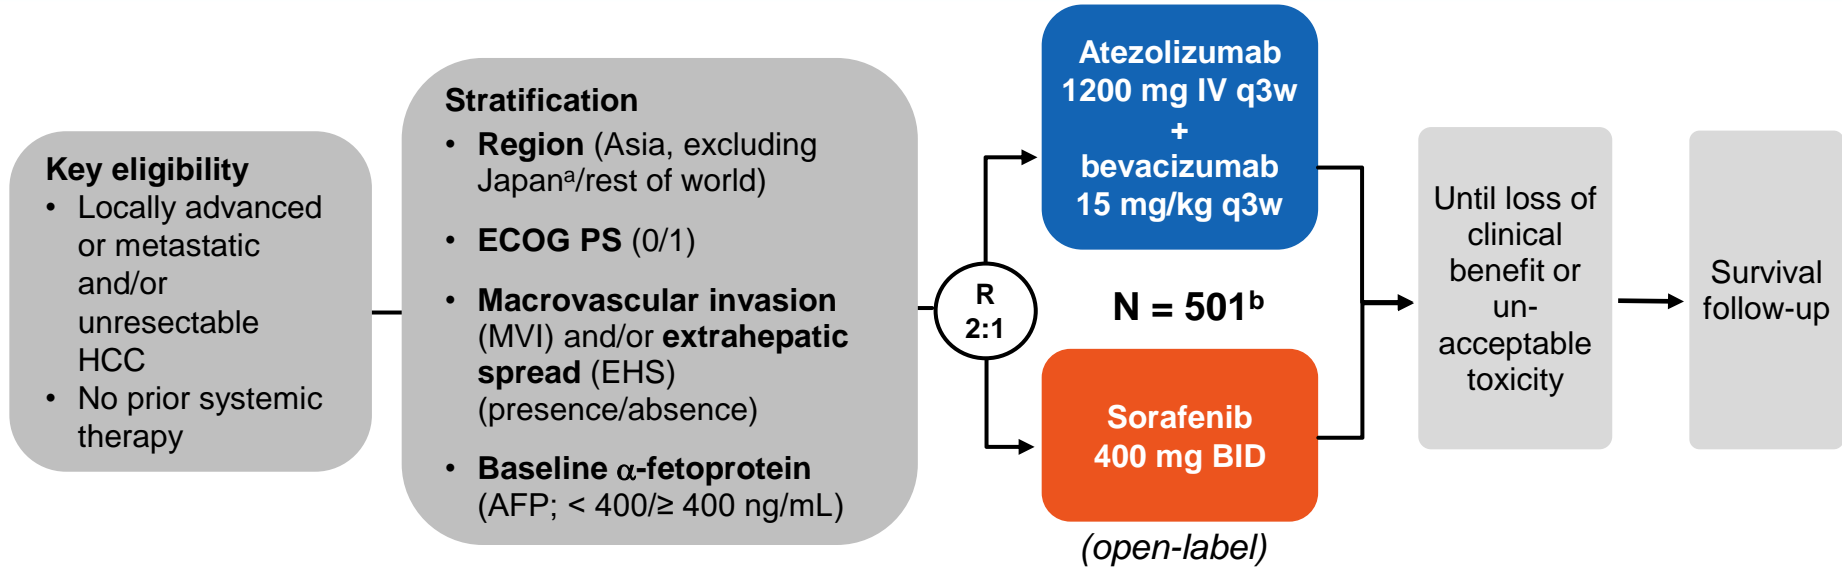 Key eligibility
• Locally advanced
or metastatic
and/or
unresectable
HCC
• No prior systemic
therapy
Stratification
• Region (Asia, excluding
Japanᵃ/rest of world)
• ECOG PS (0/1)
• Macrovascular invasion
(MVI) and/or extrahepatic
spread (EHS)
(presence/absence)
• Baseline α-fetoprotein
(AFP; < 400/≥ 400 ng/mL)
R
2:1
Atezolizumab
1200 mg IV q3w
+
bevacizumab
15 mg/kg q3w
N = 501ᵇ
Sorafenib
400 mg BID
(open-label)
Until loss of
clinical
benefit or
un-
acceptable
toxicity
Survival
follow-up